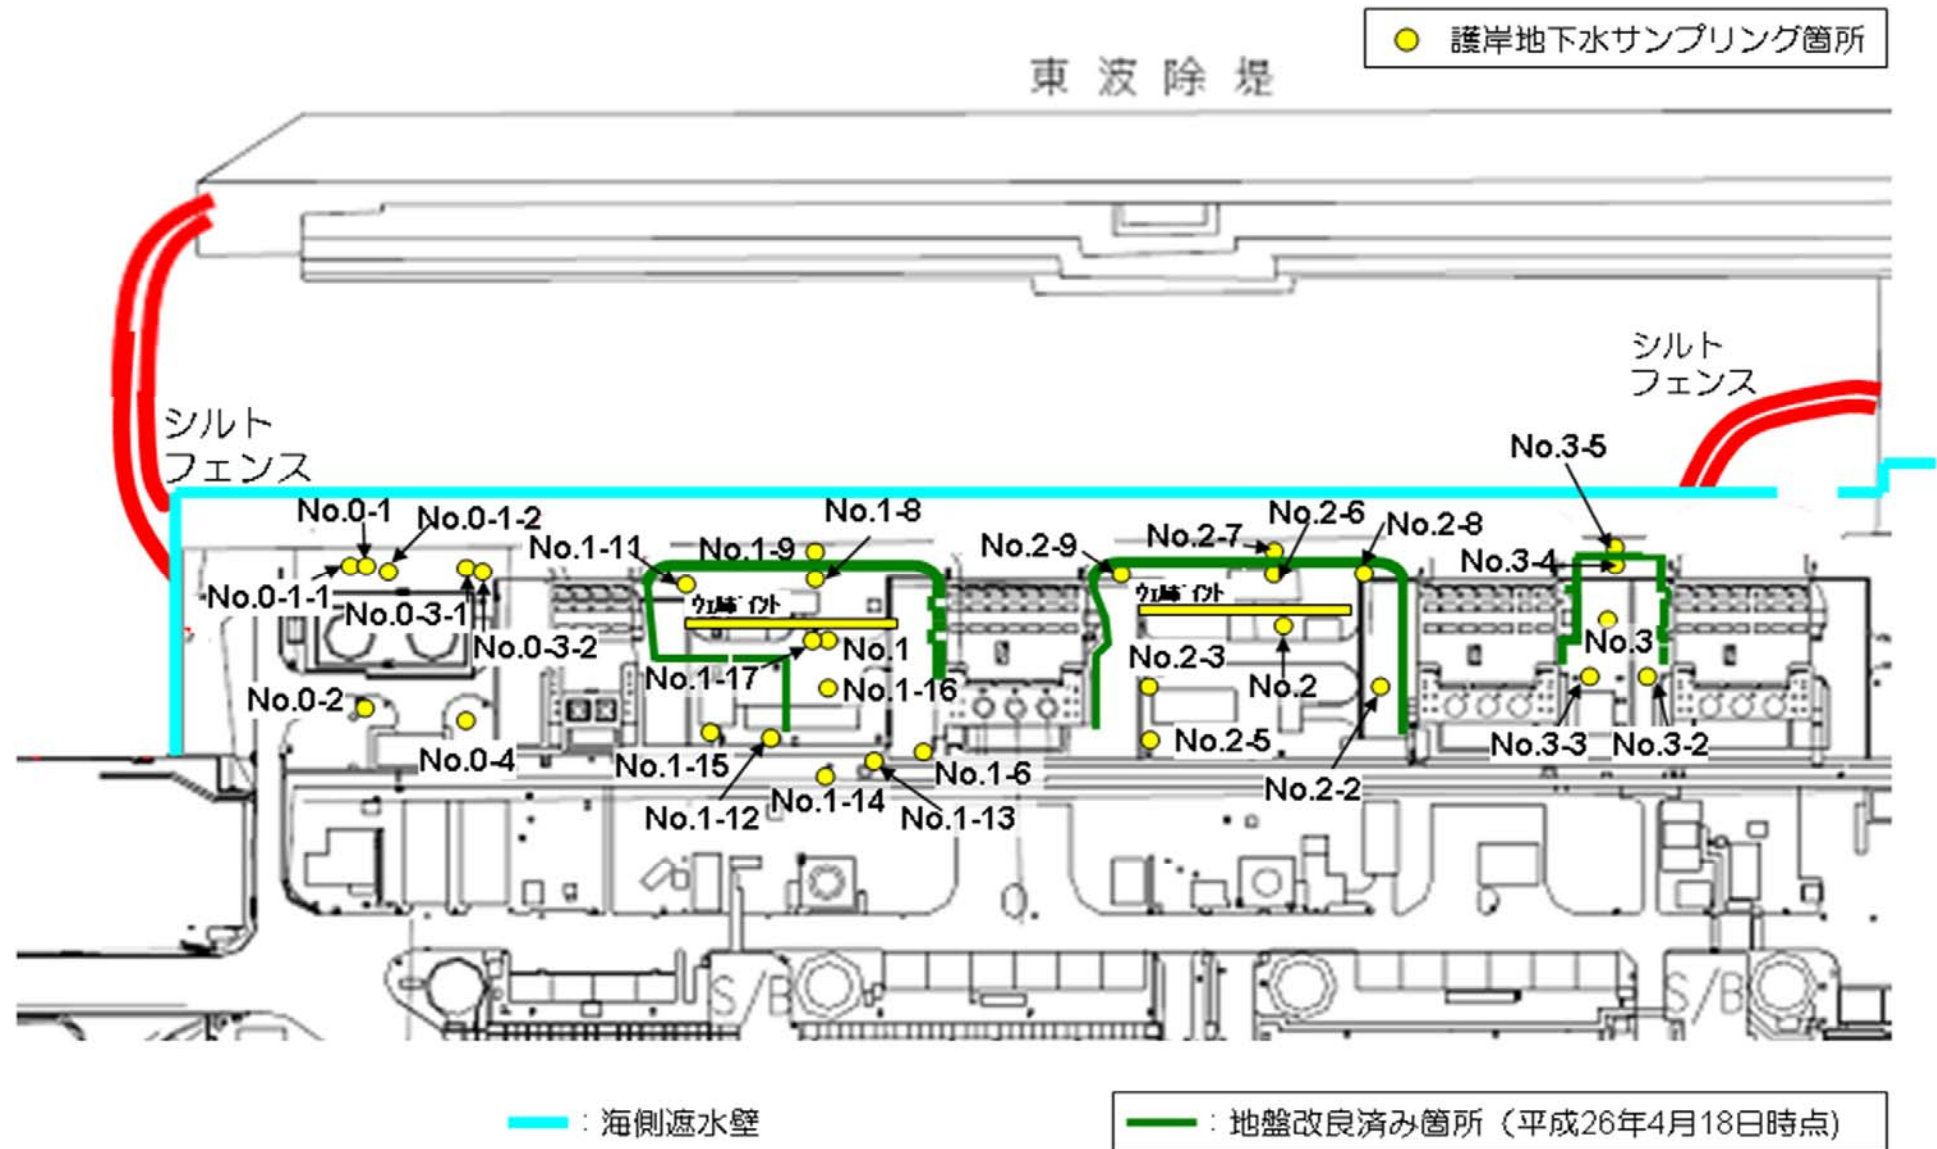 護岸地下水サンプリング箇所
東波除堤
シルト
フェンス
シルト
フェンス
No.3-5
No.0-1
No.0-1-2
No.1-8
No.2-6
No.2-8
No.1-11
No.1-9
No.2-9
No.2-7
No.3-4
No.0-1-1
No.0-3-1
ウェルポイント
ウェルポイント
No.0-3-2
No.1
No.3
No.1-17
No.2-3
No.1-16
No.2
No.0-2
No.0-4
No.1-15
No.2-5
No.3-3
No.3-2
No.1-6
No.2-2
No.1-14
No.1-12
No.1-13
S/B
S/B
：海側遮水壁
：地盤改良済み箇所（平成26年4月18日時点)